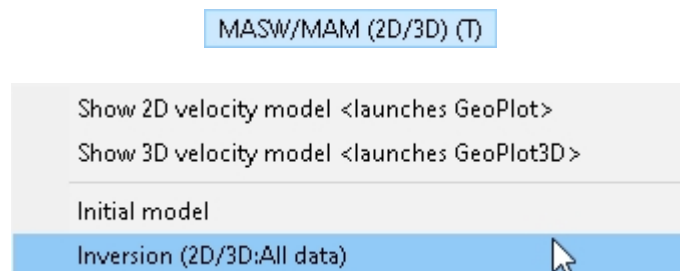 MASW/MAM (2D/3D) (T)
Show 2D velocity model <launches GeoPlot>
Show 3D velocity model <launches GeoPlot3D>
Initial model
Inversion (2D/3D:All data)